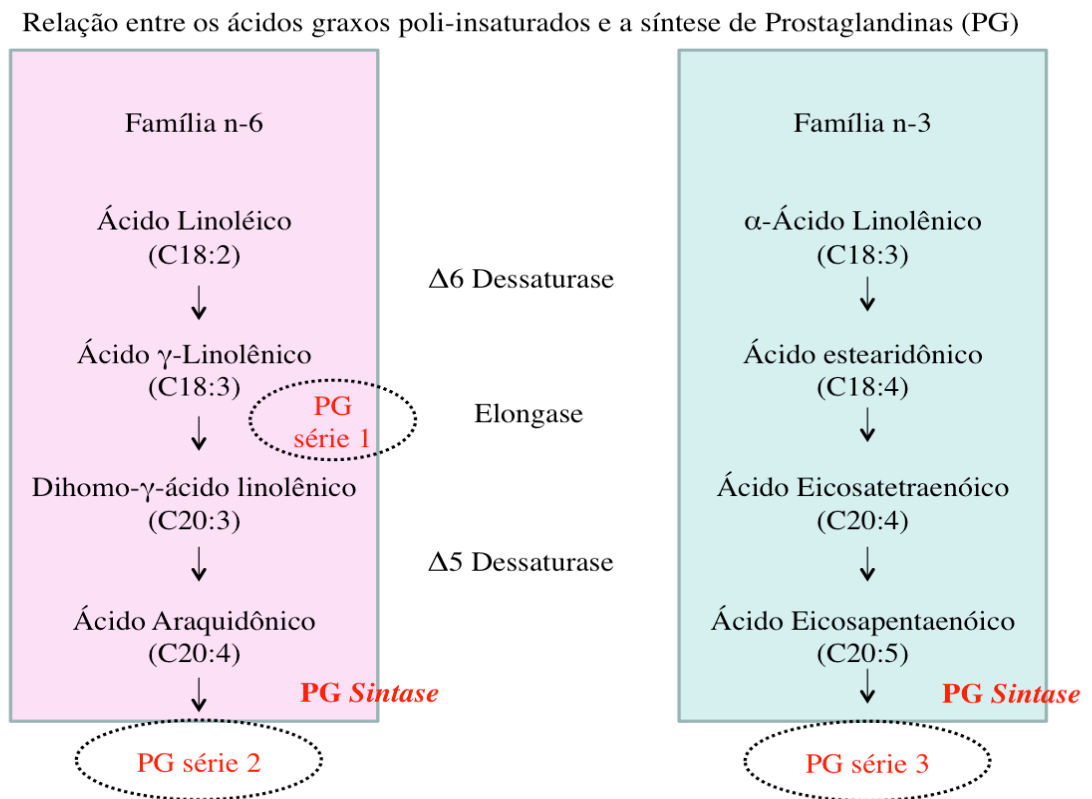 Relação entre os ácidos graxos poli-insaturados e a síntese de Prostaglandinas (PG)
Família n-6
Ácido Linoléico
(C18:2)
Ácido γ-Linolênico
(C18:3)
PG
série 1
Dihomo-γ-ácido linolênico
(C20:3)
Ácido Araquidônico
(C20:4)
PG Sintase
PG série 2
Δ6 Dessaturase
Elongase
Δ5 Dessaturase
Família n-3
α-Ácido Linolênico
(C18:3)
Ácido estearidônico
(C18:4)
Ácido Eicosatetraenóico
(C20:4)
Ácido Eicosapentaenóico
(C20:5)
PG Sintase
PG série 3